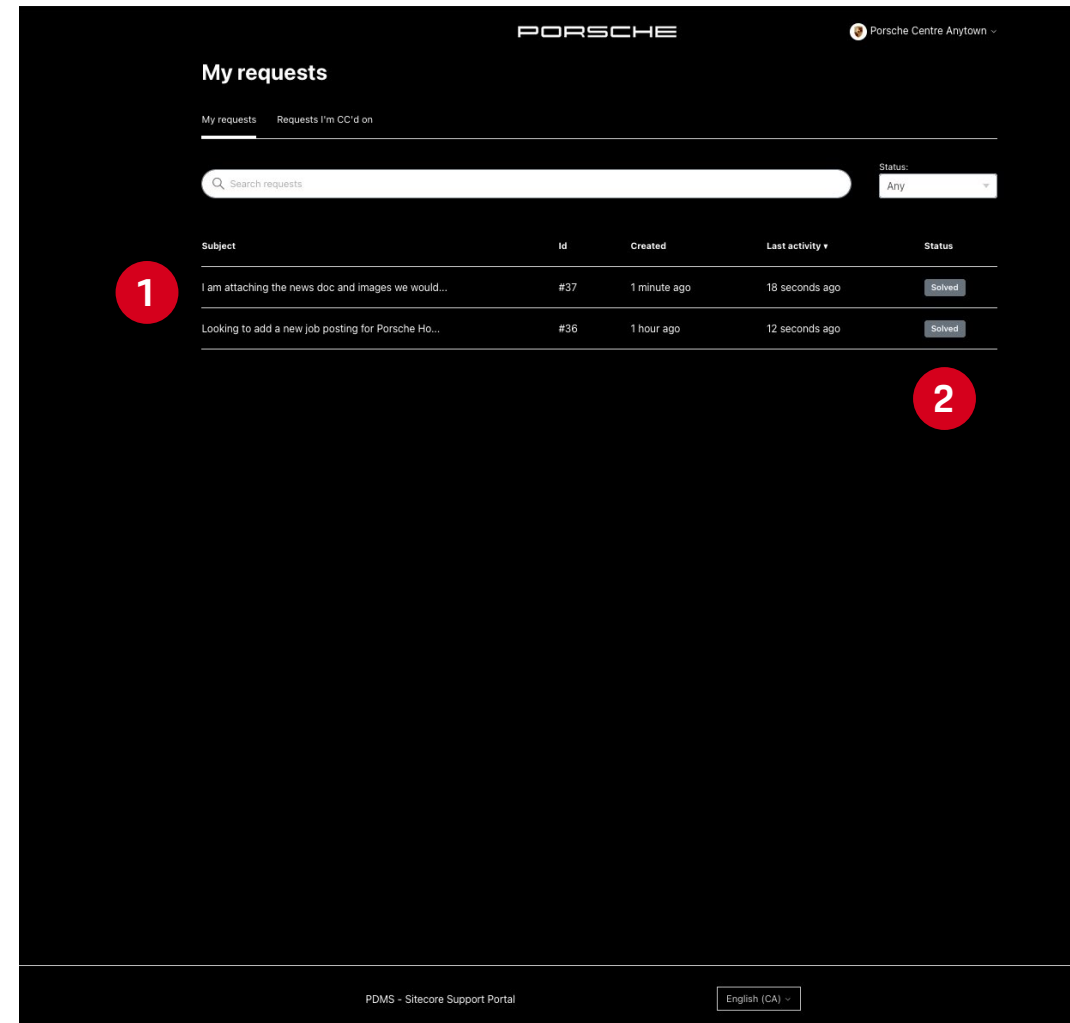 PORSCHE
Porsche Centre Anytown
My requests
My requests Requests I'm CC'd on
Status:
Search requests Any
Subject Id Created Last activity ▾ Status
1
I am attaching the news doc and images we would... #37 1 minute ago 18 seconds ago Solved
Looking to add a new job posting for Porsche Ho... #36 1 hour ago 12 seconds ago Solved
2
PDMS - Sitecore Support Portal English (CA)